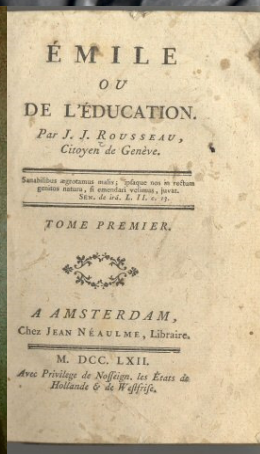 ÉMILE
OU
DE L'ÉDUCATION.
Par J. J. ROUSSEAU,
Citoyen de Genève.
Sanabilibus ægrotamus malis; ipsaque nos in rectum
genitos natura, si emendari velimus, juvat.
SEN. de irâ. L. II. c. 13.
TOME PREMIER.
A AMSTERDAM,
Chez JEAN NÉAULME, Libraire.
M. DCC. LXII.
Avec Privilege de Nosseign. les États de
Hollande & de Westfrise.